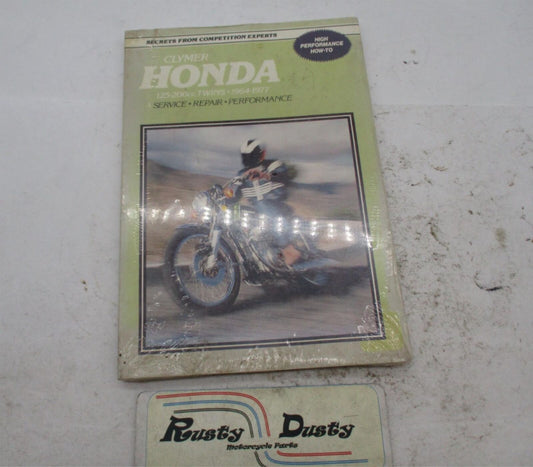 SECRETS FROM COMPETITION EXPERTS
HIGH
PERFORMANCE
HOW-TO
CLYMER
HONDA
125-200cc TWINS • 1964-1977
SERVICE • REPAIR • PERFORMANCE
Rusty Dusty
Motorcycle Parts